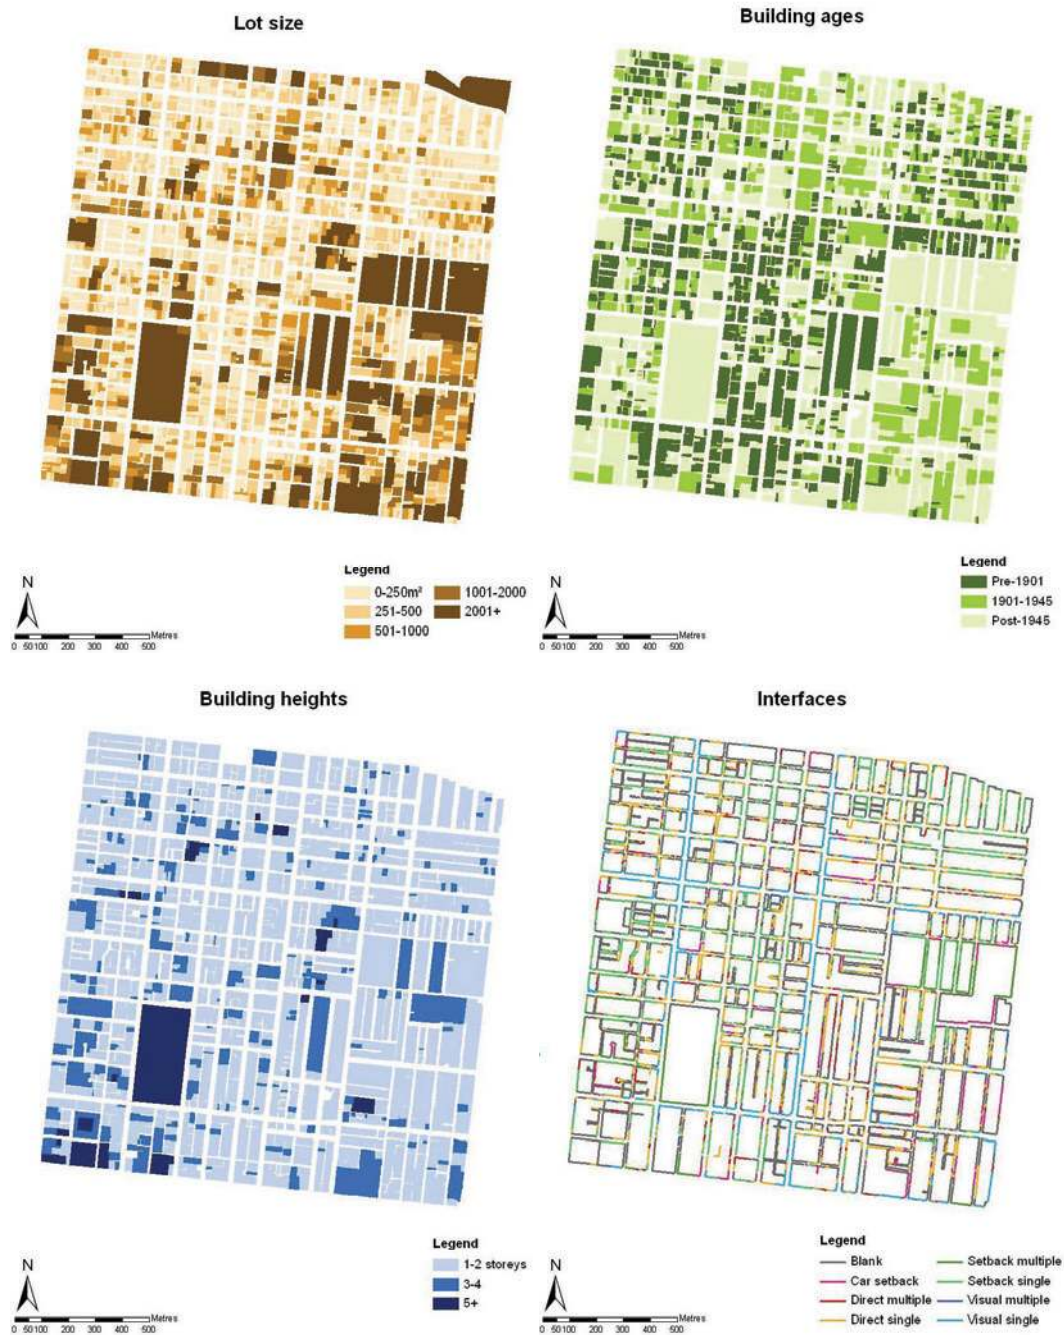 Lot size
Building ages
Legend
0-250m² 1001-2000
251-500 2001+
501-1000
N
Metres
0 50100 200 300 400 500
Legend
Pre-1901
1901-1945
Post-1945
N
Metres
0 50100 200 300 400 500
Building heights
Interfaces
Legend
1-2 storeys
3-4
5+
N
Metres
0 50100 200 300 400 500
Legend
Blank Setback multiple
Car setback Setback single
Direct multiple Visual multiple
Direct single Visual single
N
Metres
0 50100 200 300 400 500